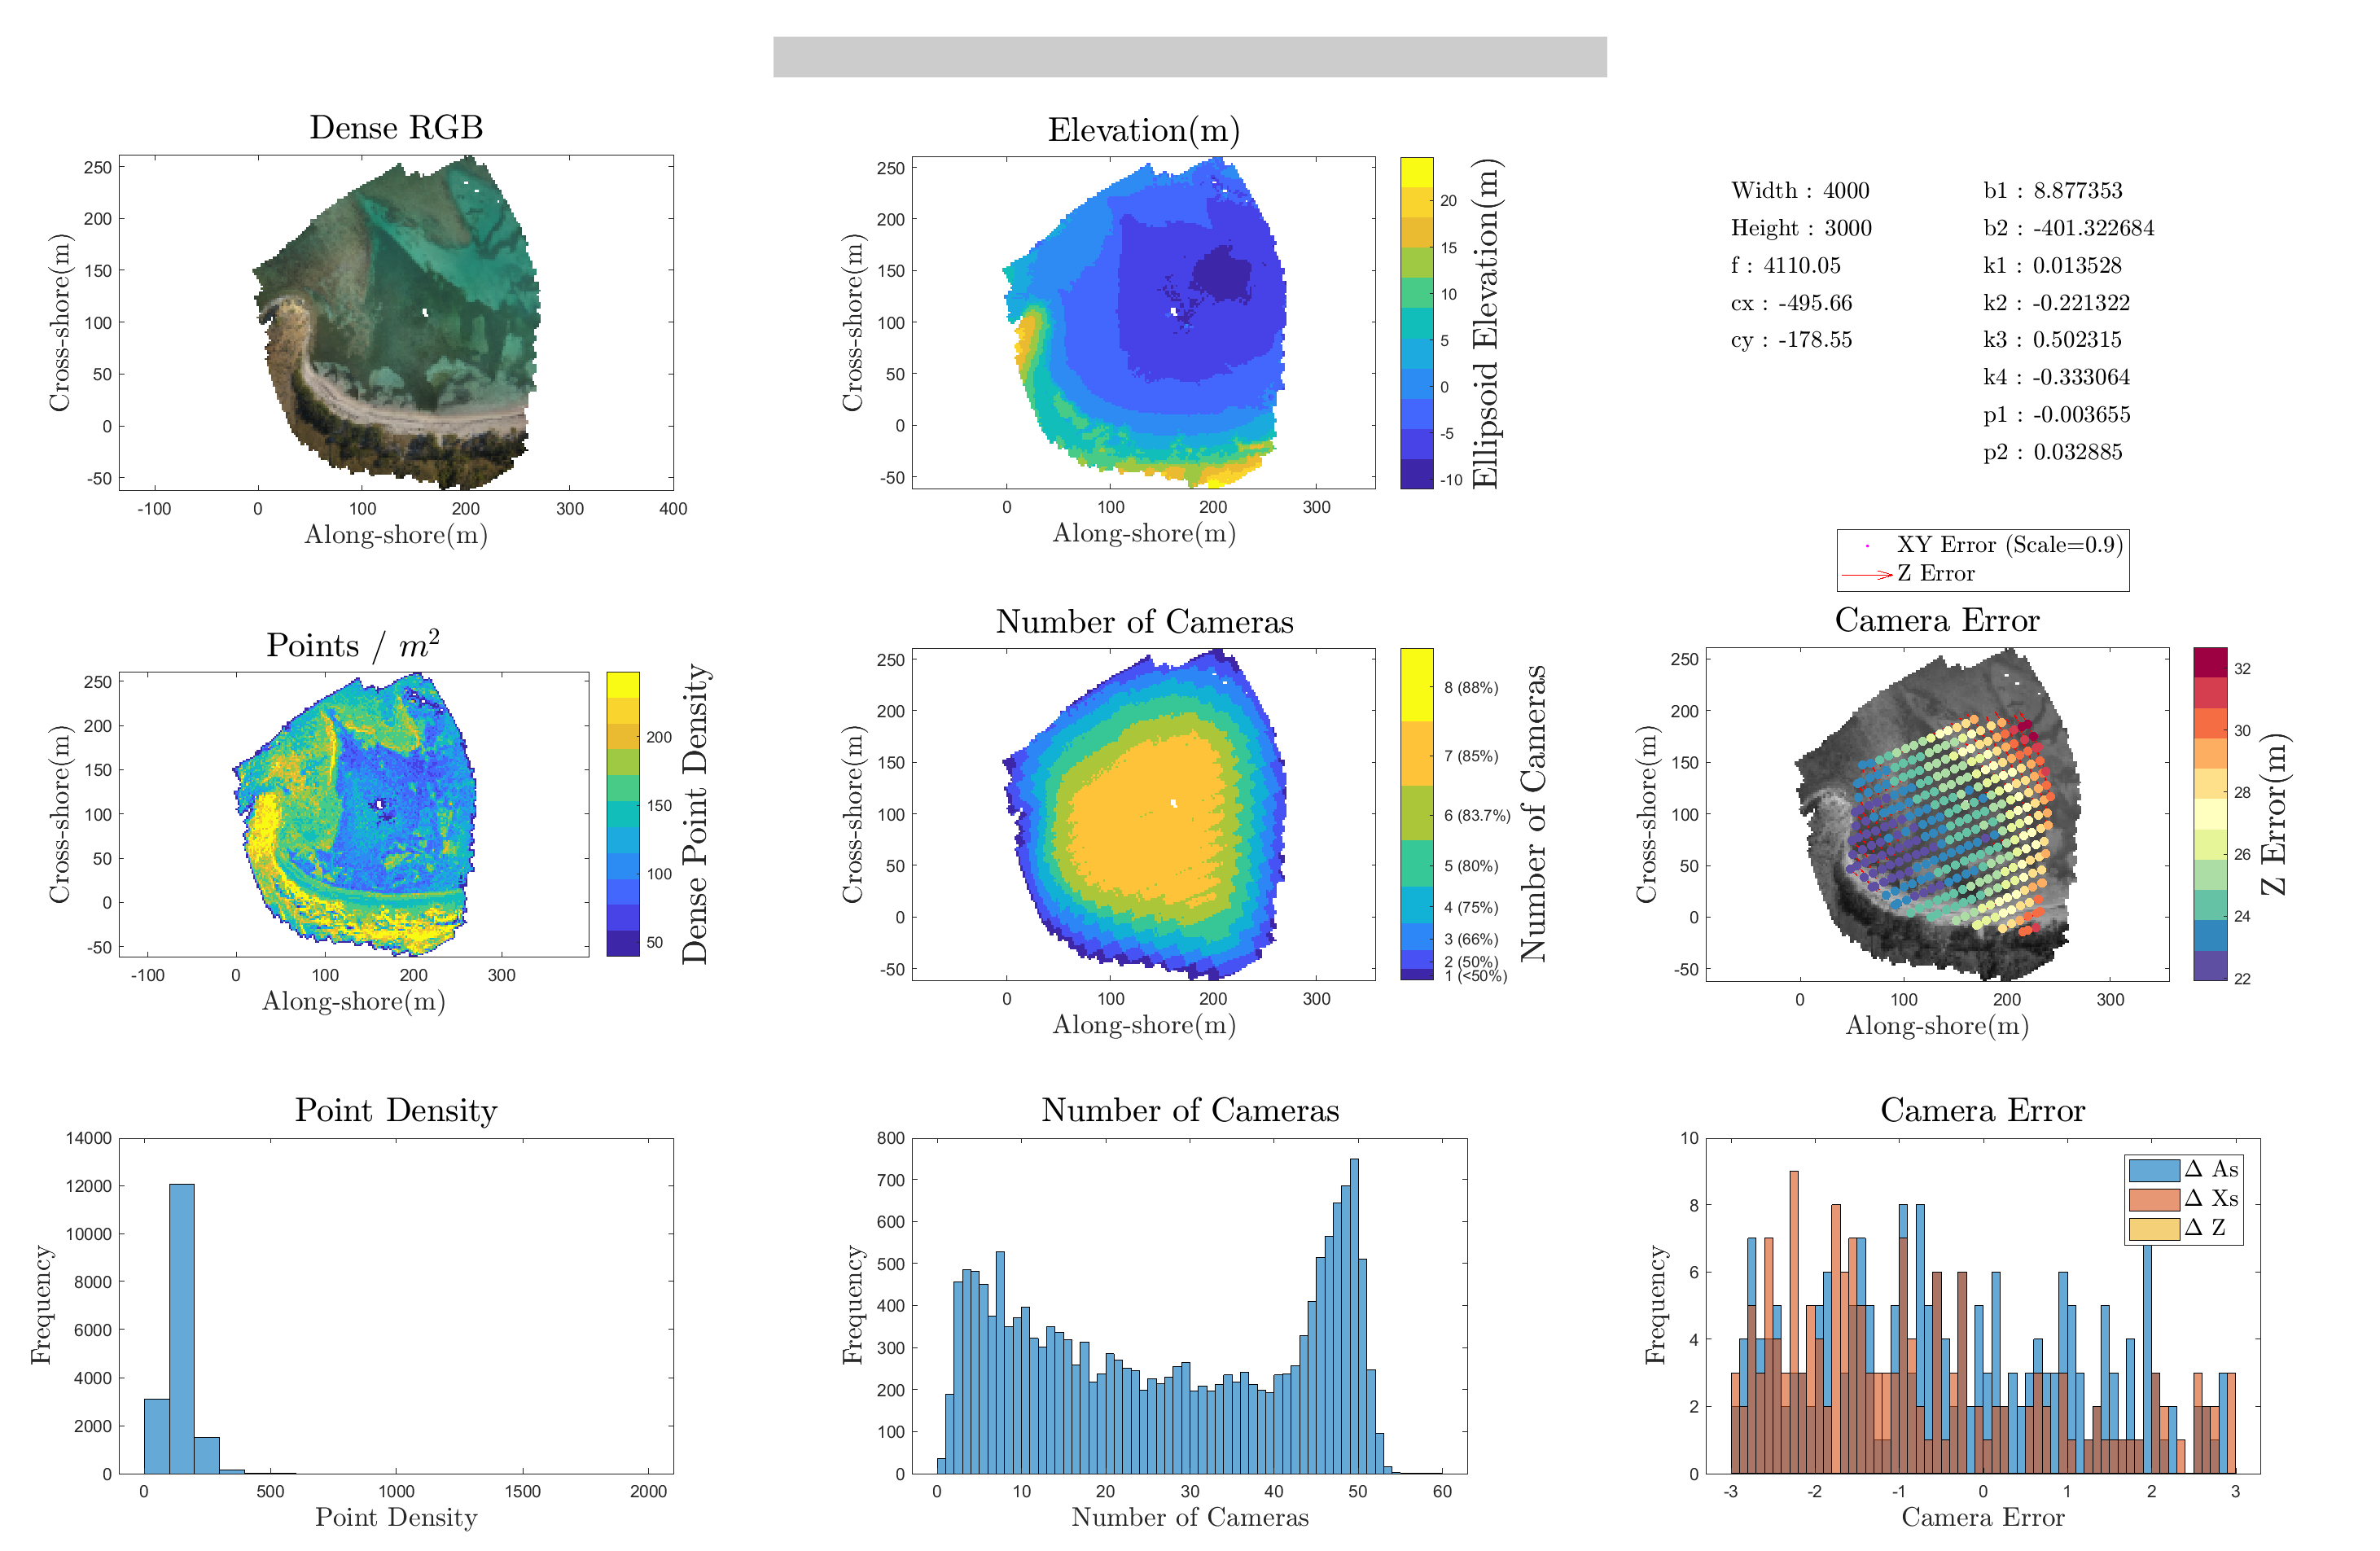 Dense RGB
Cross-shore(m)
250
200
150
100
50
0
-50
-100
0
100
200
300
400
Along-shore(m)
Elevation(m)
Cross-shore(m)
250
200
150
100
50
0
-50
0
100
200
300
Along-shore(m)
20
15
10
5
0
-5
-10
Ellipsoid Elevation(m)
Width : 4000
Height : 3000
f : 4110.05
cx : -495.66
cy : -178.55
b1 : 8.877353
b2 : -401.322684
k1 : 0.013528
k2 : -0.221322
k3 : 0.502315
k4 : -0.333064
p1 : -0.003655
p2 : 0.032885
Points / m²
Cross-shore(m)
250
200
150
100
50
0
-50
-100
0
100
200
300
Along-shore(m)
200
150
100
50
Dense Point Density
Number of Cameras
Cross-shore(m)
250
200
150
100
50
0
-50
0
100
200
300
Along-shore(m)
8 (88%)
7 (85%)
6 (83.7%)
5 (80%)
4 (75%)
3 (66%)
2 (50%)
1 (<50%)
Number of Cameras
XY Error (Scale=0.9)
Z Error
Camera Error
Cross-shore(m)
250
200
150
100
50
0
-50
0
100
200
300
Along-shore(m)
32
30
28
26
24
22
Z Error(m)
Point Density
Frequency
14000
12000
10000
8000
6000
4000
2000
0
0
500
1000
1500
2000
Point Density
Number of Cameras
Frequency
800
700
600
500
400
300
200
100
0
0
10
20
30
40
50
60
Number of Cameras
Camera Error
Frequency
10
8
6
4
2
0
-3
-2
-1
0
1
2
3
Camera Error
Δ As
Δ Xs
Δ Z